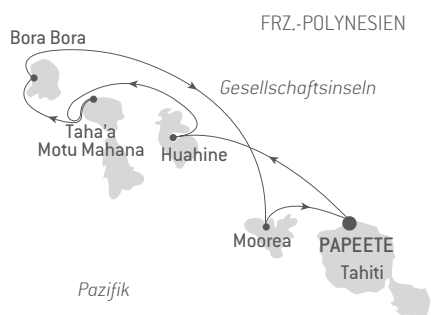 FRZ.-POLYNESIEN
Bora Bora
Gesellschaftsinseln
Taha'a
Motu Mahana
Huahine
Moorea
PAPEETE
Tahiti
Pazifik